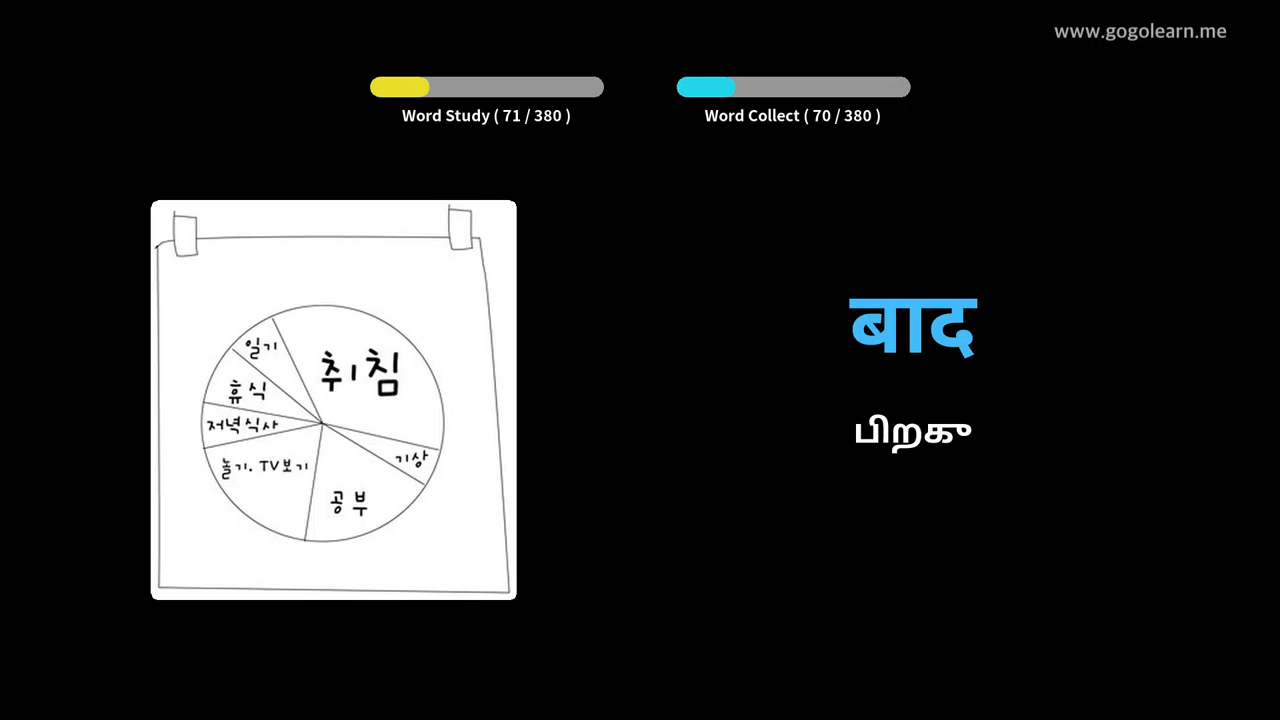 www.gogolearn.me
Word Study ( 71 / 380 )
Word Collect ( 70 / 380 )
일기
취침
휴식
저녁식사
놀기. TV보기
기상
공부
बाद
பிறகு